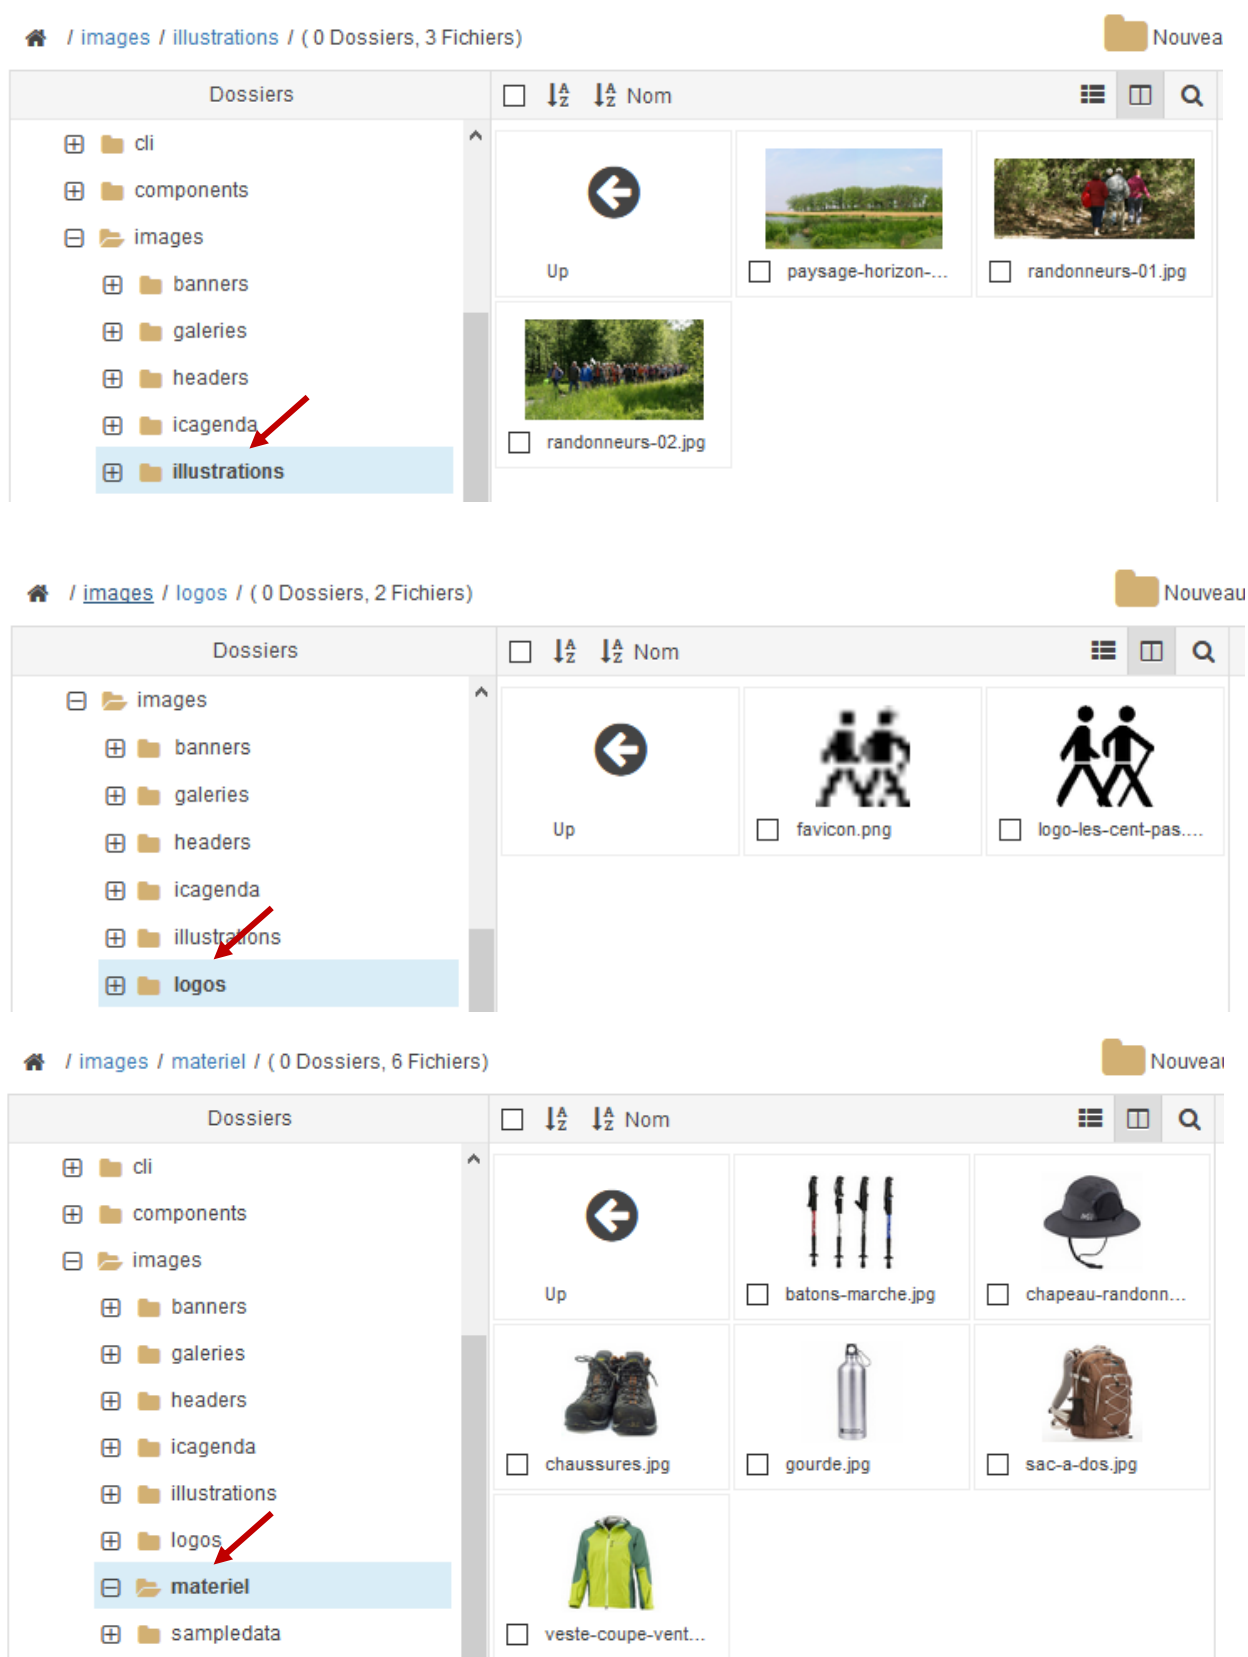 / images / illustrations / ( 0 Dossiers, 3 Fichiers)
Nouvea
Dossiers
Nom
cli
components
images
banners
galeries
headers
icagenda
illustrations
Up
paysage-horizon-...
randonneurs-01.jpg
randonneurs-02.jpg
/ images / logos / ( 0 Dossiers, 2 Fichiers)
Nouveau
Dossiers
Nom
images
banners
galeries
headers
icagenda
illustrations
logos
Up
favicon.png
logo-les-cent-pas....
/ images / materiel / ( 0 Dossiers, 6 Fichiers)
Nouveau
Dossiers
Nom
cli
components
images
banners
galeries
headers
icagenda
illustrations
logos
materiel
sampledata
Up
batons-marche.jpg
chapeau-randonn...
chaussures.jpg
gourde.jpg
sac-a-dos.jpg
veste-coupe-vent...